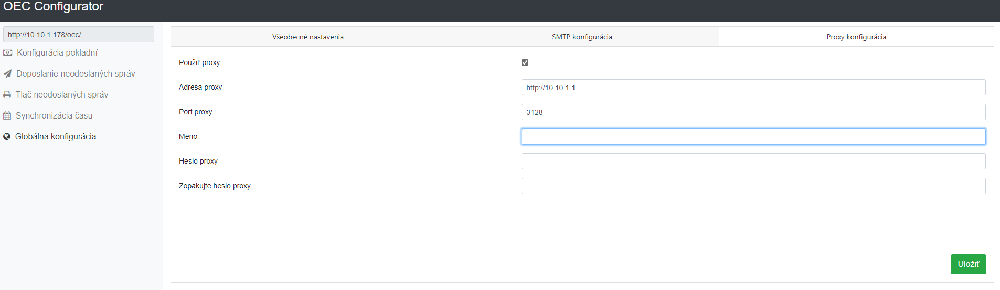 OEC Configurator
http://10.10.1.178/oec/
Konfigurácia pokladní
Doposlanie neodoslaných správ
Tlač neodoslaných správ
Synchronizácia času
Globálna konfigurácia
Všeobecné nastavenia
SMTP konfigurácia
Proxy konfigurácia
Použiť proxy
Adresa proxy
http://10.10.1.1
Port proxy
3128
Meno
Heslo proxy
Zopakujte heslo proxy
Uložiť